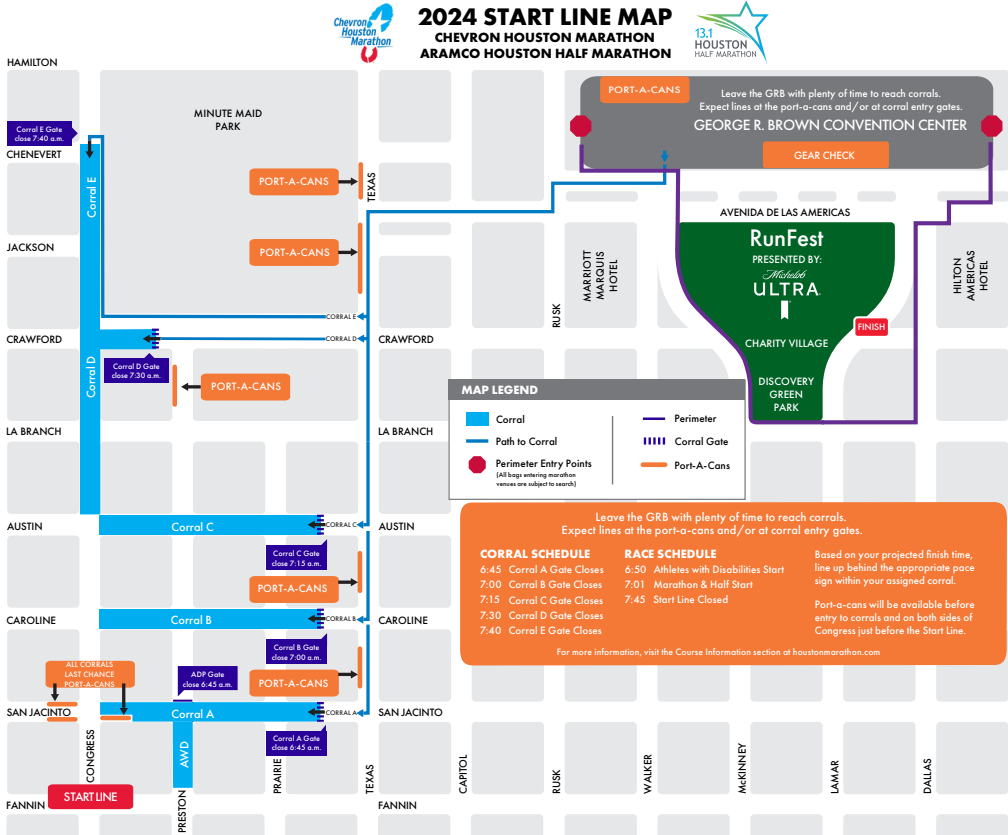 Chevron
Houston
Marathon
2024 START LINE MAP
CHEVRON HOUSTON MARATHON
ARAMCO HOUSTON HALF MARATHON
13.1
HOUSTON
HALF MARATHON
HAMILTON
MINUTE MAID
PARK
PORT-A-CANS
Leave the GRB with plenty of time to reach corrals.
Expect lines at the port-a-cans and/or at corral entry gates.
GEORGE R. BROWN CONVENTION CENTER
GEAR CHECK
Corral E Gate
close 7:40 a.m.
CHENEVERT
Corral E
PORT-A-CANS
TEXAS
AVENIDA DE LAS AMERICAS
JACKSON
PORT-A-CANS
RunFest
PRESENTED BY:
Michelob
ULTRA
MARRIOTT
MARQUIS
HOTEL
HILTON
AMERICAS
HOTEL
RUSK
CORRAL E
FINISH
CRAWFORD
CORRAL D
CRAWFORD
CHARITY VILLAGE
Corral D Gate
close 7:30 a.m.
Corral D
PORT-A-CANS
DISCOVERY
GREEN
PARK
MAP LEGEND
Corral
Path to Corral
Perimeter Entry Points
(All bags entering marathon
venues are subject to search)
Perimeter
Corral Gate
Port-A-Cans
LA BRANCH
LA BRANCH
AUSTIN
Corral C
CORRAL C
AUSTIN
Corral C Gate
close 7:15 a.m.
PORT-A-CANS
Leave the GRB with plenty of time to reach corrals.
Expect lines at the port-a-cans and/or at corral entry gates.
CORRAL SCHEDULE
6:45 Corral A Gate Closes
7:00 Corral B Gate Closes
7:15 Corral C Gate Closes
7:30 Corral D Gate Closes
7:40 Corral E Gate Closes
RACE SCHEDULE
6:50 Athletes with Disabilities Start
7:01 Marathon & Half Start
7:45 Start Line Closed
Based on your projected finish time,
line up behind the appropriate pace
sign within your assigned corral.
Port-a-cans will be available before
entry to corrals and on both sides of
Congress just before the Start Line.
For more information, visit the Course Information section at houstonmarathon.com
CAROLINE
Corral B
CORRAL B
CAROLINE
Corral B Gate
close 7:00 a.m.
ALL CORRALS
LAST CHANCE
PORT-A-CANS
ADP Gate
close 6:45 a.m.
PORT-A-CANS
SAN JACINTO
Corral A
CORRAL A
SAN JACINTO
Corral A Gate
close 6:45 a.m.
CONGRESS
AWD
PRAIRIE
TEXAS
CAPITOL
RUSK
WALKER
McKINNEY
LAMAR
DALLAS
START LINE
FANNIN
PRESTON
FANNIN